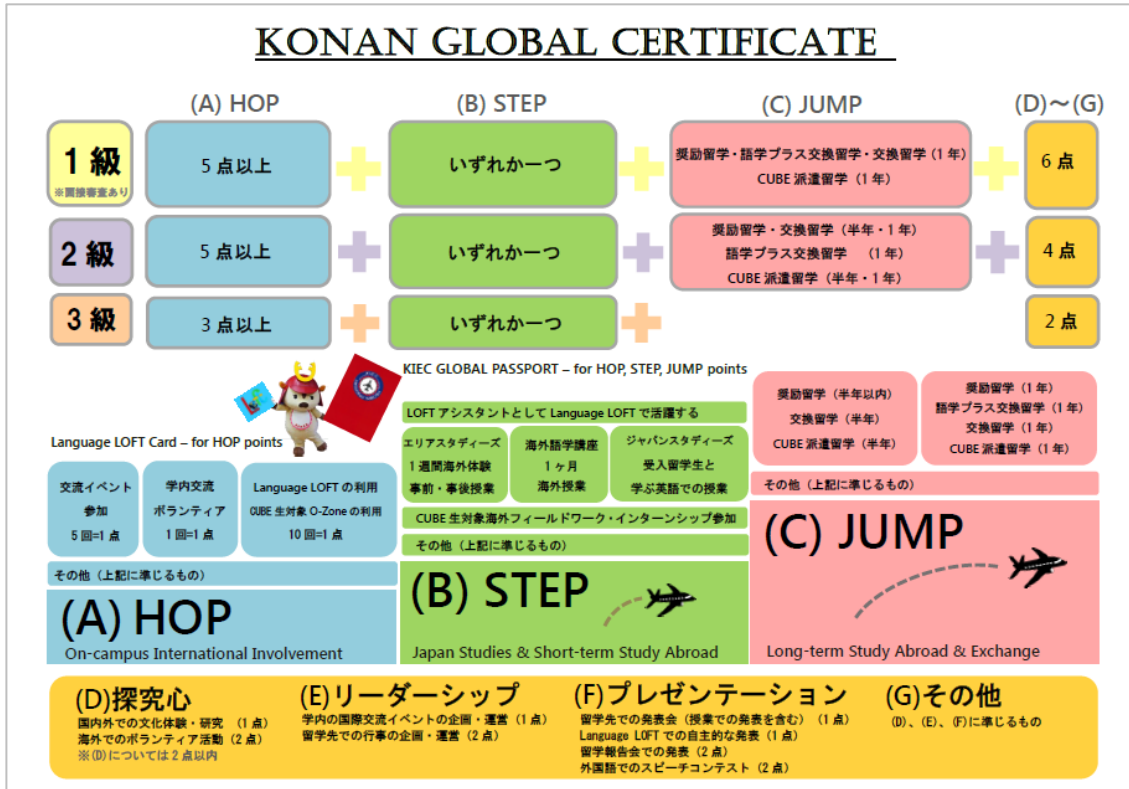 KONAN GLOBAL CERTIFICATE
(A) HOP
(B) STEP
(C) JUMP
(D)～(G)
1級
※面接審査あり
5点以上
いずれか一つ
奨励留学・語学プラス交換留学・交換留学（1年）
CUBE派遣留学（1年）
6点
2級
5点以上
いずれか一つ
奨励留学・交換留学（半年・1年）
語学プラス交換留学　（1年）
CUBE派遣留学（半年・1年）
4点
3級
3点以上
いずれか一つ
2点
KIEC GLOBAL PASSPORT – for HOP, STEP, JUMP points
Language LOFT Card – for HOP points
交流イベント
参加
5回=1点
学内交流
ボランティア
1回=1点
Language LOFTの利用
CUBE生対象O-Zoneの利用
10回=1点
その他（上記に準じるもの）
(A) HOP
On-campus International Involvement
LOFTアシスタントとしてLanguage LOFTで活躍する
エリアスタディーズ
1週間海外体験
事前・事後授業
海外語学講座
1ヶ月
海外授業
ジャパンスタディーズ
受入留学生と
学ぶ英語での授業
CUBE生対象海外フィールドワーク・インターンシップ参加
その他（上記に準じるもの）
(B) STEP
Japan Studies & Short-term Study Abroad
奨励留学（半年以内）
交換留学（半年）
CUBE派遣留学（半年）
奨励留学（1年）
語学プラス交換留学（1年）
交換留学（1年）
CUBE派遣留学（1年）
その他（上記に準じるもの）
(C) JUMP
Long-term Study Abroad & Exchange
(D)探究心
国内外での文化体験・研究　（1点）
海外でのボランティア活動（2点）
※(D)については2点以内
(E)リーダーシップ
学内の国際交流イベントの企画・運営（1点）
留学先での行事の企画・運営（2点）
(F)プレゼンテーション
留学先での発表会（授業での発表を含む）（1点）
Language LOFTでの自主的な発表（1点）
留学報告会での発表（2点）
外国語でのスピーチコンテスト（2点）
(G)その他
(D)、(E)、(F)に準じるもの